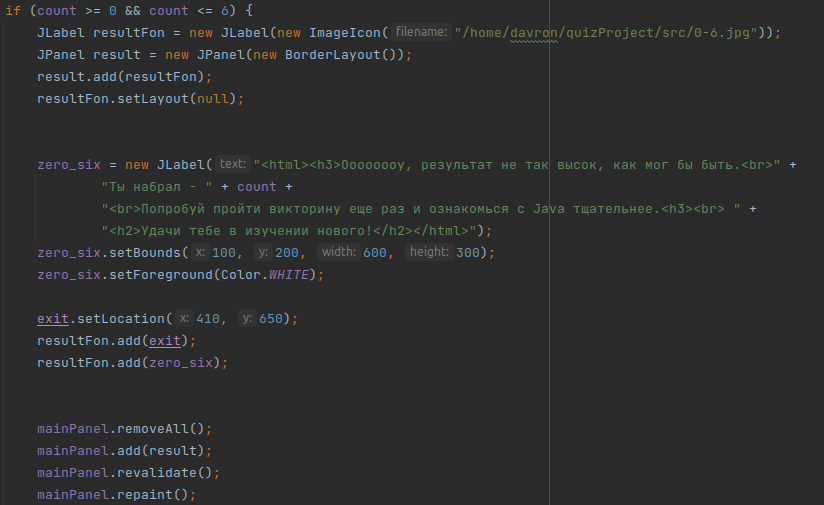 if (count >= 0 && count <= 6) {
JLabel resultFon = new JLabel(new ImageIcon( filename: "/home/davron/quizProject/src/0-6.jpg"));
JPanel result = new JPanel(new BorderLayout());
result.add(resultFon);
resultFon.setLayout(null);
zero_six = new JLabel( text: "<html><h3>Оооооооу, результат не так высок, как мог бы быть.<br>" +
"Ты набрал - " + count +
"<br>Попробуй пройти викторину еще раз и ознакомься с Java тщательнее.<h3><br> " +
"<h2>Удачи тебе в изучении нового!</h2></html>");
zero_six.setBounds( x: 100, y: 200, width: 600, height: 300);
zero_six.setForeground(Color.WHITE);
exit.setLocation( x: 410, y: 650);
resultFon.add(exit);
resultFon.add(zero_six);
mainPanel.removeAll();
mainPanel.add(result);
mainPanel.revalidate();
mainPanel.repaint();